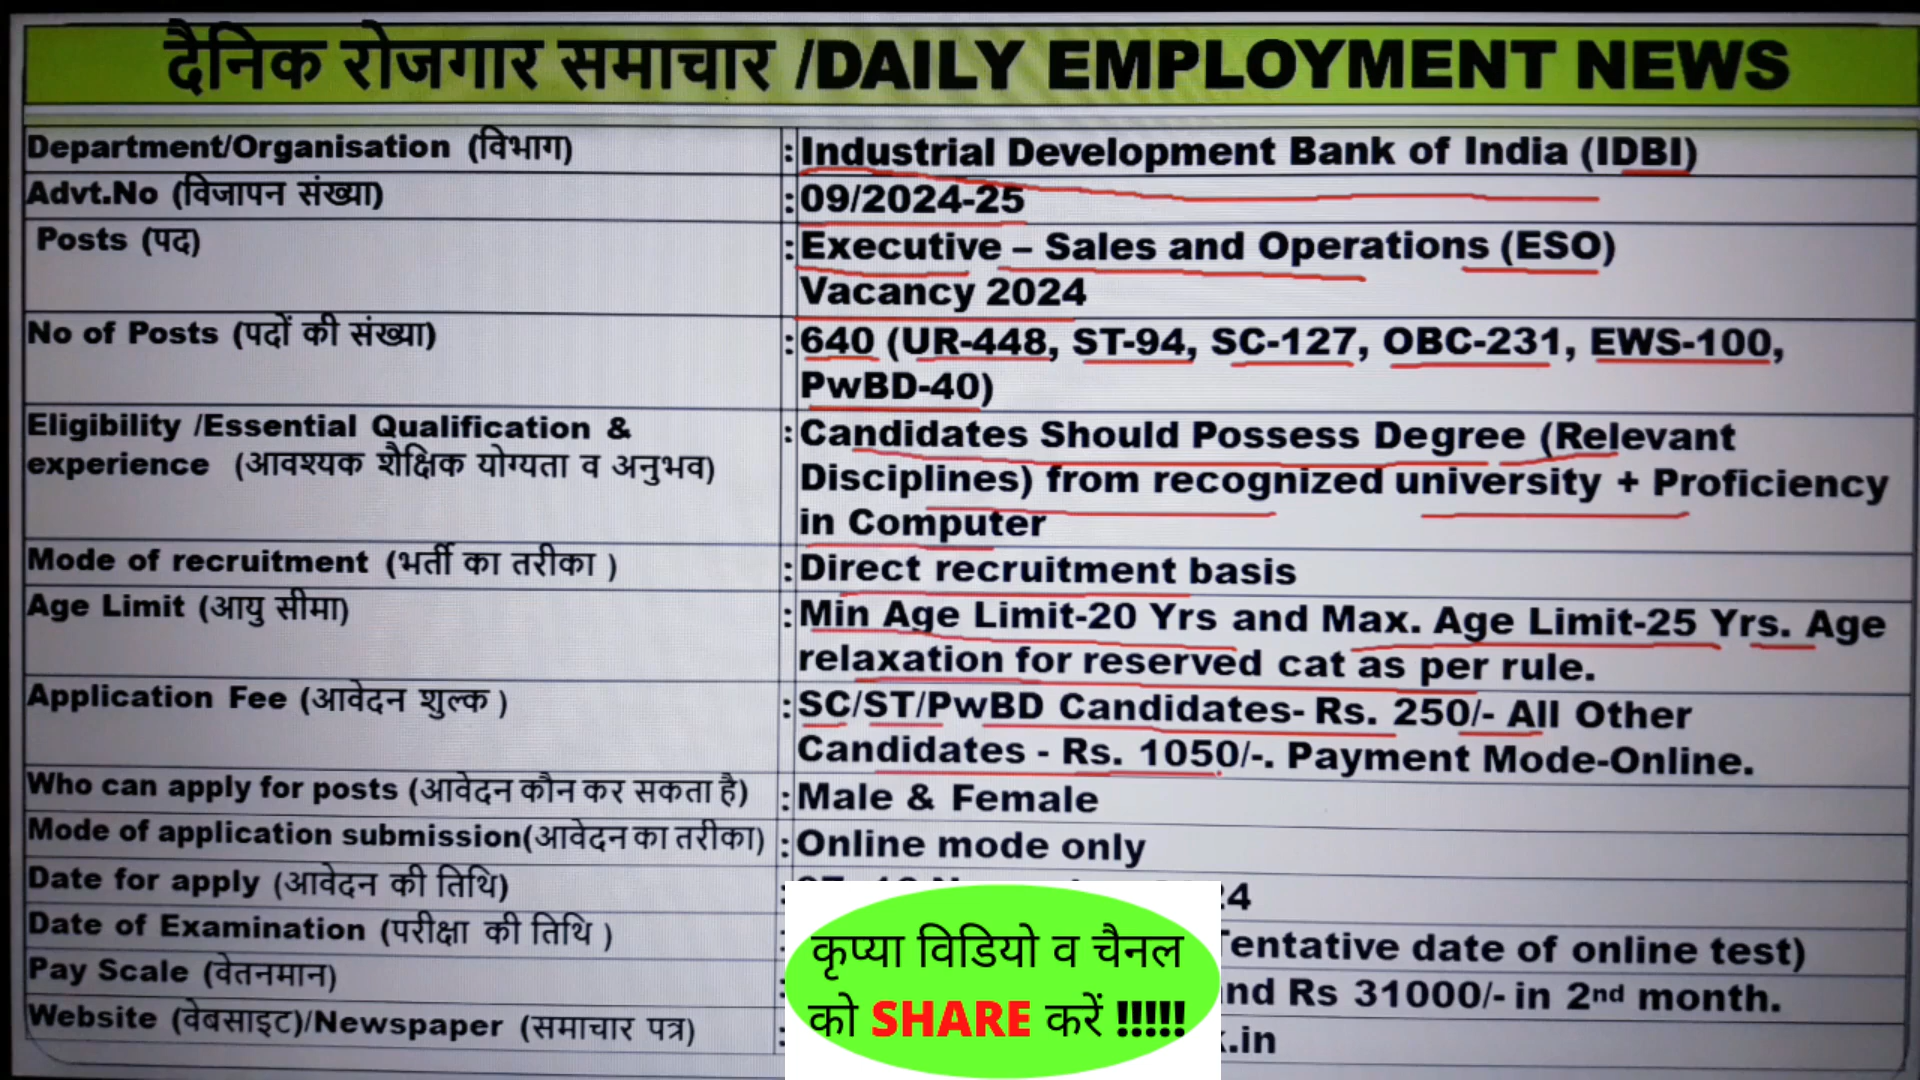 दैनिक रोजगार समाचार /DAILY EMPLOYMENT NEWS
Department/Organisation (विभाग) : Industrial Development Bank of India (IDBI)
Advt.No (विजापन संख्या) : 09/2024-25
Posts (पद) : Executive – Sales and Operations (ESO)
Vacancy 2024
No of Posts (पदों की संख्या) : 640 (UR-448, ST-94, SC-127, OBC-231, EWS-100,
PwBD-40)
Eligibility /Essential Qualification & : Candidates Should Possess Degree (Relevant
experience (आवश्यक शैक्षिक योग्यता व अनुभव) Disciplines) from recognized university + Proficiency
in Computer
Mode of recruitment (भर्ती का तरीका ) : Direct recruitment basis
Age Limit (आयु सीमा) : Min Age Limit-20 Yrs and Max. Age Limit-25 Yrs. Age
relaxation for reserved cat as per rule.
Application Fee (आवेदन शुल्क ) : SC/ST/PwBD Candidates- Rs. 250/- All Other
Candidates - Rs. 1050/-. Payment Mode-Online.
Who can apply for posts (आवेदन कौन कर सकता है) : Male & Female
Mode of application submission(आवेदन का तरीका) : Online mode only
Date for apply (आवेदन की तिथि) :
Date of Examination (परीक्षा की तिथि ) : Tentative date of online test)
Pay Scale (वेतनमान) : and Rs 31000/- in 2nd month.
Website (वेबसाइट)/Newspaper (समाचार पत्र) : .in
कृप्या विडियो व चैनल
को SHARE करें !!!!!